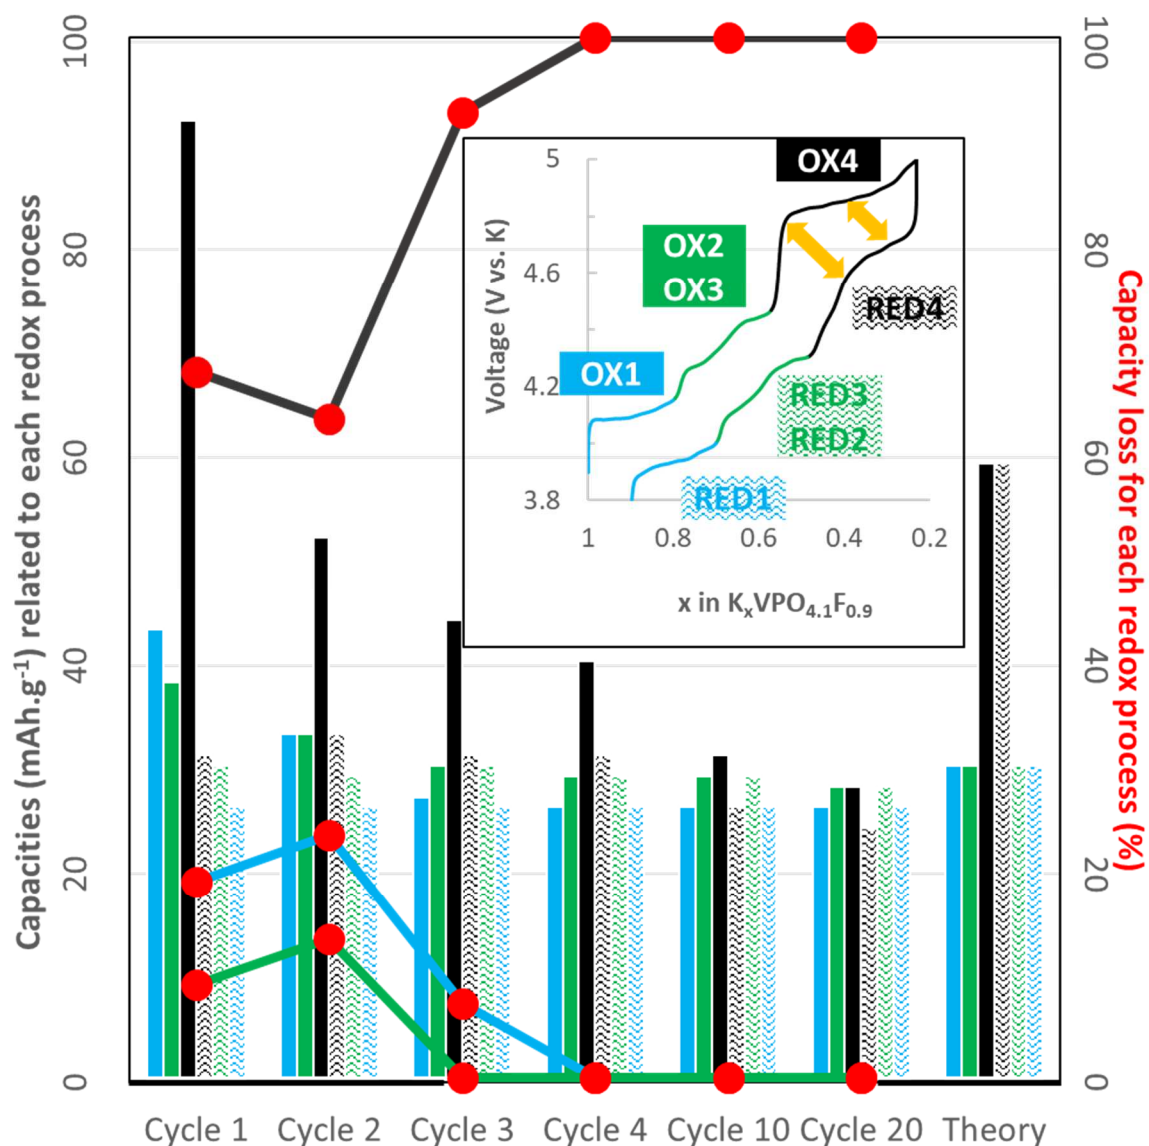 Capacities (mAh.g⁻¹) related to each redox process
100
80
60
40
20
0
100
80
60
40
20
0
Capacity loss for each redox process (%)
Voltage (V vs. K)
5
4.6
4.2
3.8
OX4
OX2
OX3
OX1
RED4
RED3
RED2
RED1
1 0.8 0.6 0.4 0.2
x in KₓVPO₄.₁F₀.₉
Cycle 1 Cycle 2 Cycle 3 Cycle 4 Cycle 10 Cycle 20 Theory